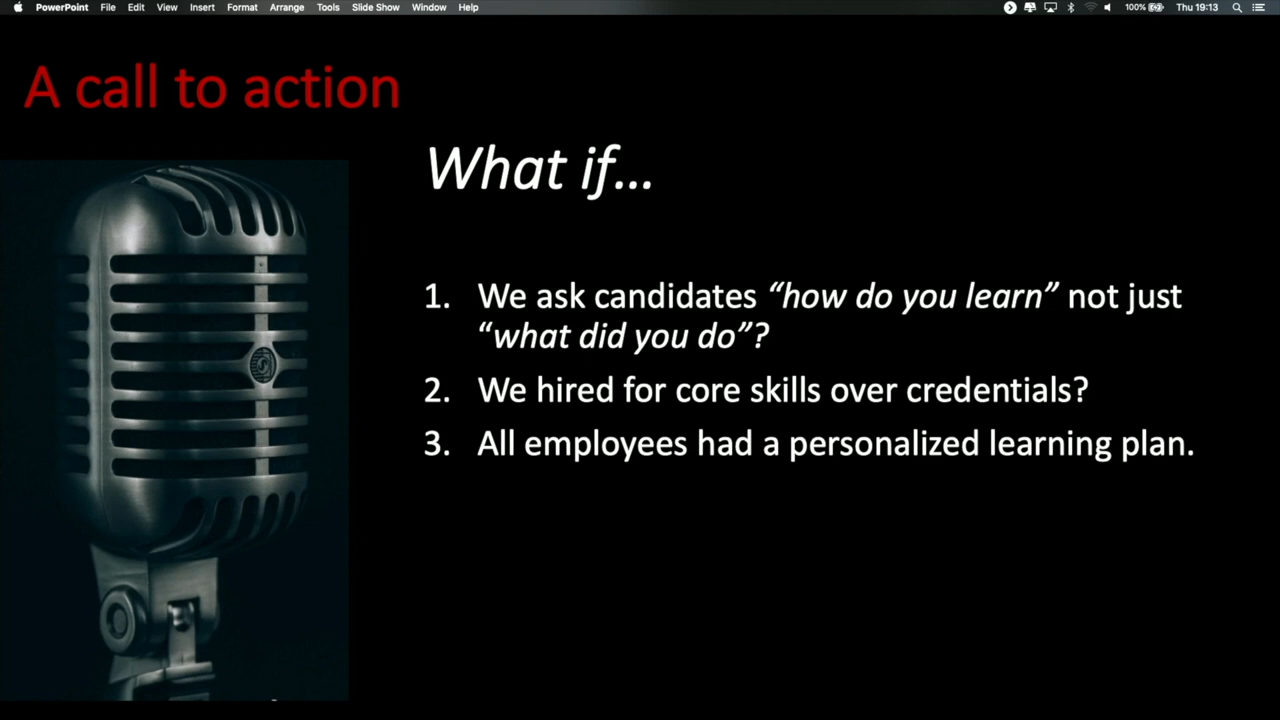 PowerPoint File Edit View Insert Format Arrange Tools Slide Show Window Help 100% Thu 19:13
A call to action
What if...
1. We ask candidates “how do you learn” not just
“what did you do”?
2. We hired for core skills over credentials?
3. All employees had a personalized learning plan.